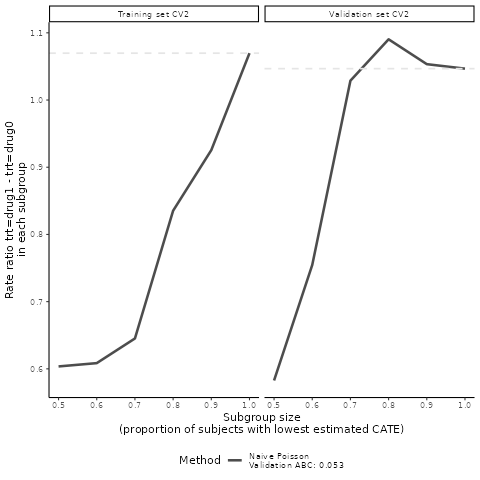 Training set CV2
Validation set CV2
1.1
1.0
0.9
0.8
0.7
0.6
Rate ratio trt=drug1 - trt=drug0
in each subgroup
0.5 0.6 0.7 0.8 0.9 1.0
0.5 0.6 0.7 0.8 0.9 1.0
Subgroup size
(proportion of subjects with lowest estimated CATE)
Method
Naive Poisson
Validation ABC: 0.053